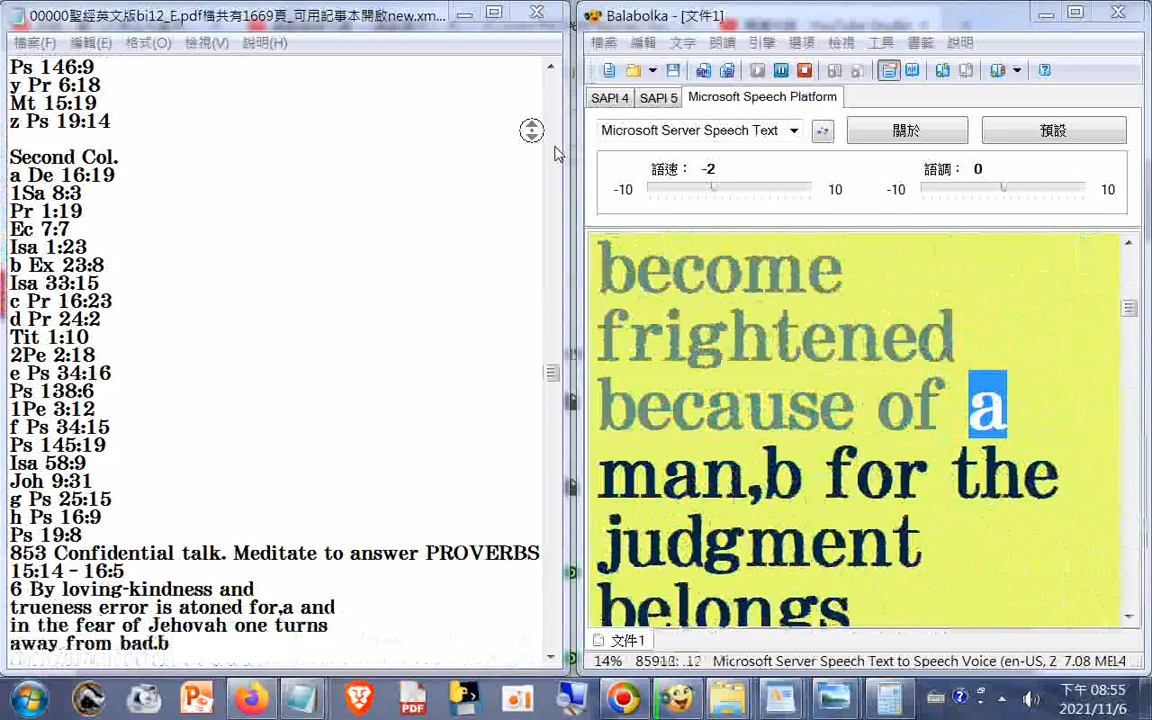 00000聖經英文版bi12_E.pdf檔共有1669頁_可用記事本開啟new.xm...
檔案(F) 編輯(E) 格式(O) 檢視(V) 說明(H)
Ps 146:9
y Pr 6:18
Mt 15:19
z Ps 19:14
Second Col.
a De 16:19
1Sa 8:3
Pr 1:19
Ec 7:7
Isa 1:23
b Ex 23:8
Isa 33:15
c Pr 16:23
d Pr 24:2
Tit 1:10
2Pe 2:18
e Ps 34:16
Ps 138:6
1Pe 3:12
f Ps 34:15
Ps 145:19
Isa 58:9
Joh 9:31
g Ps 25:15
h Ps 16:9
Ps 19:8
853 Confidential talk. Meditate to answer PROVERBS
15:14-16:5
6 By loving-kindness and
trueness error is atoned for,a and
in the fear of Jehovah one turns
away from bad.b
Balabolka - [文件1]
檔案 編輯 文字 朗讀 引擎 選項 檢視 工具 書籤 說明
SAPI 4 SAPI 5 Microsoft Speech Platform
Microsoft Server Speech Text 關於 預設
語速： -2 語調： 0
-10 10 -10 10
become
frightened
because of a
man,b for the
judgment
belongs
文件1
14% Microsoft Server Speech Text to Speech Voice (en-US, Z 7.08
PDF
下午 08:55
2021/11/6